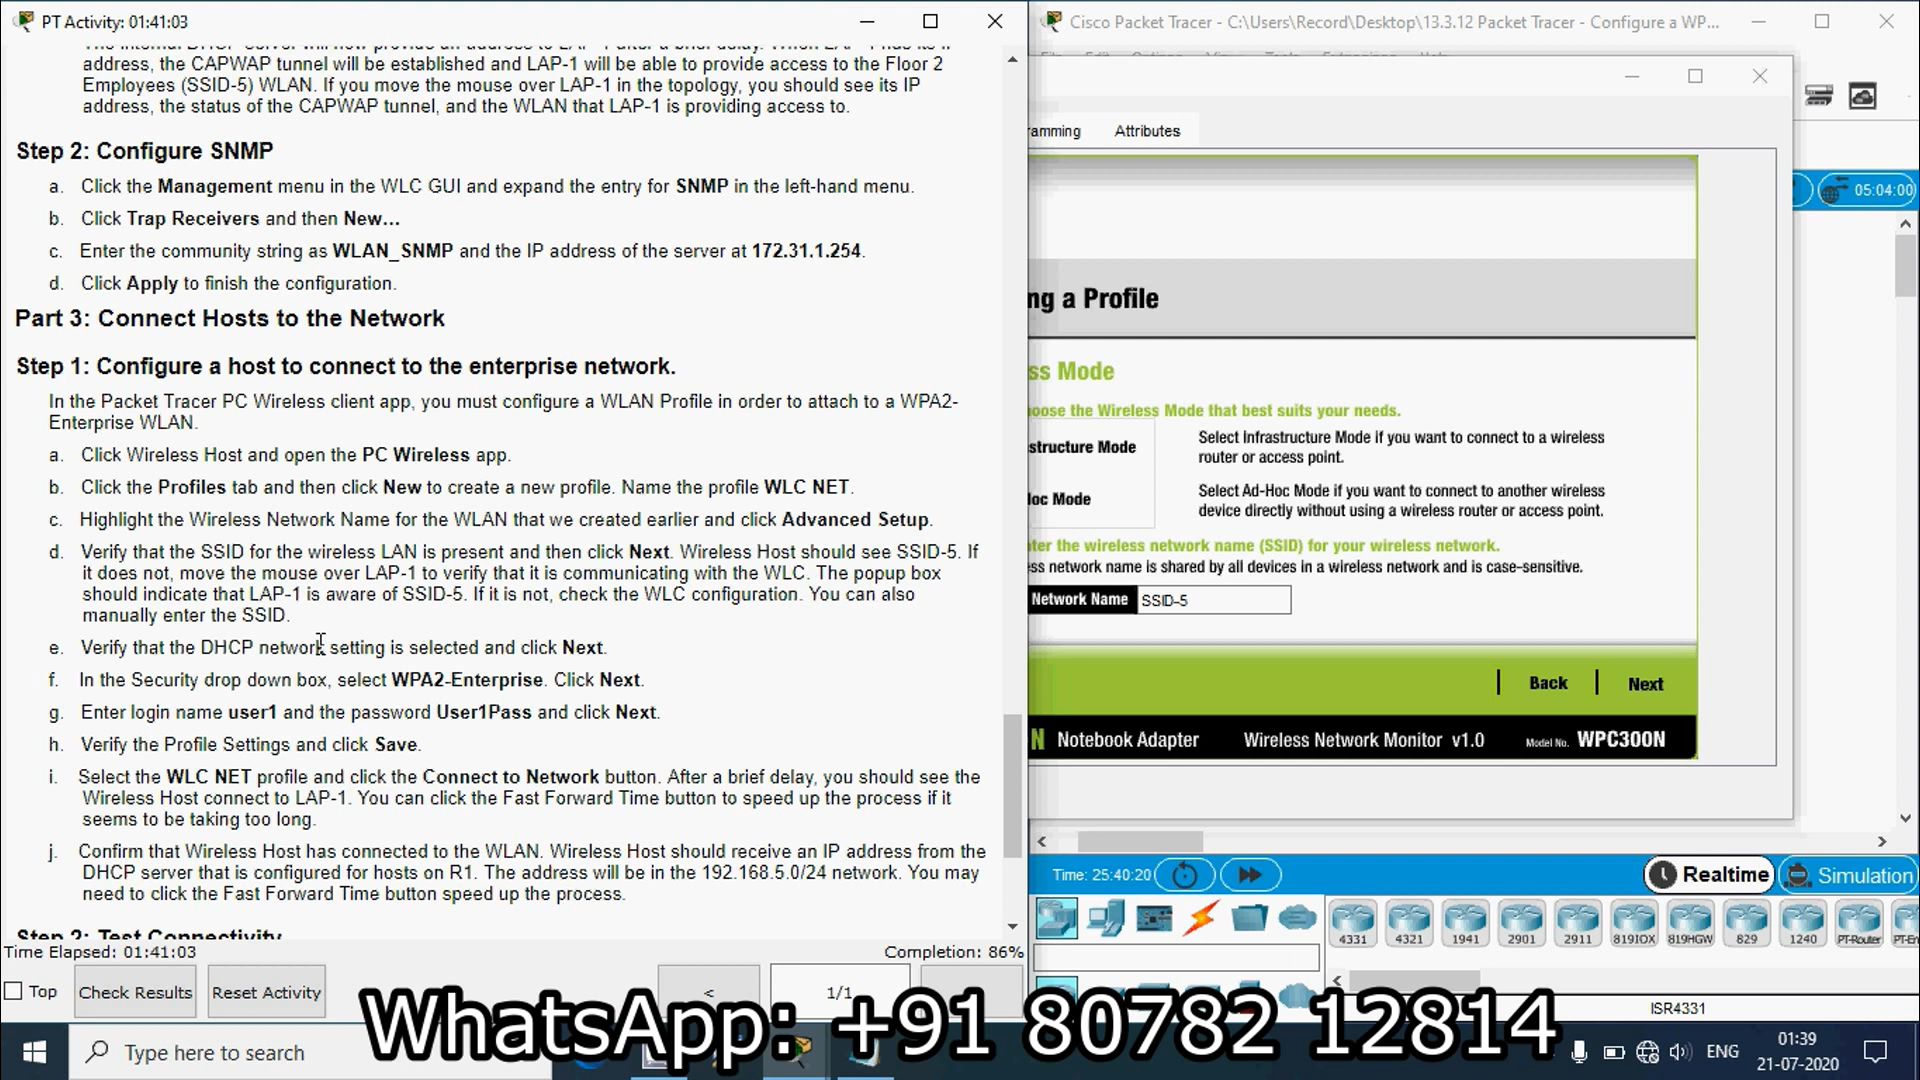 PT Activity: 01:41:03
address, the CAPWAP tunnel will be established and LAP-1 will be able to provide access to the Floor 2
Employees (SSID-5) WLAN. If you move the mouse over LAP-1 in the topology, you should see its IP
address, the status of the CAPWAP tunnel, and the WLAN that LAP-1 is providing access to.
Step 2: Configure SNMP
a. Click the Management menu in the WLC GUI and expand the entry for SNMP in the left-hand menu.
b. Click Trap Receivers and then New...
c. Enter the community string as WLAN_SNMP and the IP address of the server at 172.31.1.254.
d. Click Apply to finish the configuration.
Part 3: Connect Hosts to the Network
Step 1: Configure a host to connect to the enterprise network.
In the Packet Tracer PC Wireless client app, you must configure a WLAN Profile in order to attach to a WPA2-
Enterprise WLAN.
a. Click Wireless Host and open the PC Wireless app.
b. Click the Profiles tab and then click New to create a new profile. Name the profile WLC NET.
c. Highlight the Wireless Network Name for the WLAN that we created earlier and click Advanced Setup.
d. Verify that the SSID for the wireless LAN is present and then click Next. Wireless Host should see SSID-5. If
it does not, move the mouse over LAP-1 to verify that it is communicating with the WLC. The popup box
should indicate that LAP-1 is aware of SSID-5. If it is not, check the WLC configuration. You can also
manually enter the SSID.
e. Verify that the DHCP network setting is selected and click Next.
f. In the Security drop down box, select WPA2-Enterprise. Click Next.
g. Enter login name user1 and the password User1Pass and click Next.
h. Verify the Profile Settings and click Save.
i. Select the WLC NET profile and click the Connect to Network button. After a brief delay, you should see the
Wireless Host connect to LAP-1. You can click the Fast Forward Time button to speed up the process if it
seems to be taking too long.
j. Confirm that Wireless Host has connected to the WLAN. Wireless Host should receive an IP address from the
DHCP server that is configured for hosts on R1. The address will be in the 192.168.5.0/24 network. You may
need to click the Fast Forward Time button speed up the process.
Step 2: Test Connectivity
Time Elapsed: 01:41:03
Completion: 86%
Top
Check Results
Reset Activity
<
1/1
Cisco Packet Tracer - C:\Users\Record\Desktop\13.3.12 Packet Tracer - Configure a WP...
ramming
Attributes
05:04:00
ng a Profile
ss Mode
oose the Wireless Mode that best suits your needs.
structure Mode
Select Infrastructure Mode if you want to connect to a wireless
router or access point.
oc Mode
Select Ad-Hoc Mode if you want to connect to another wireless
device directly without using a wireless router or access point.
ter the wireless network name (SSID) for your wireless network.
ss network name is shared by all devices in a wireless network and is case-sensitive.
Network Name SSID-5
Back
Next
N Notebook Adapter
Wireless Network Monitor v1.0
Model No. WPC300N
Time: 25:40:20
Realtime
Simulation
4331 4321 1941 2901 2911 819IOX 819HGW 829 1240 PT-Router PT-Em
ISR4331
WhatsApp: +91 80782 12814
Type here to search
ENG
01:39
21-07-2020